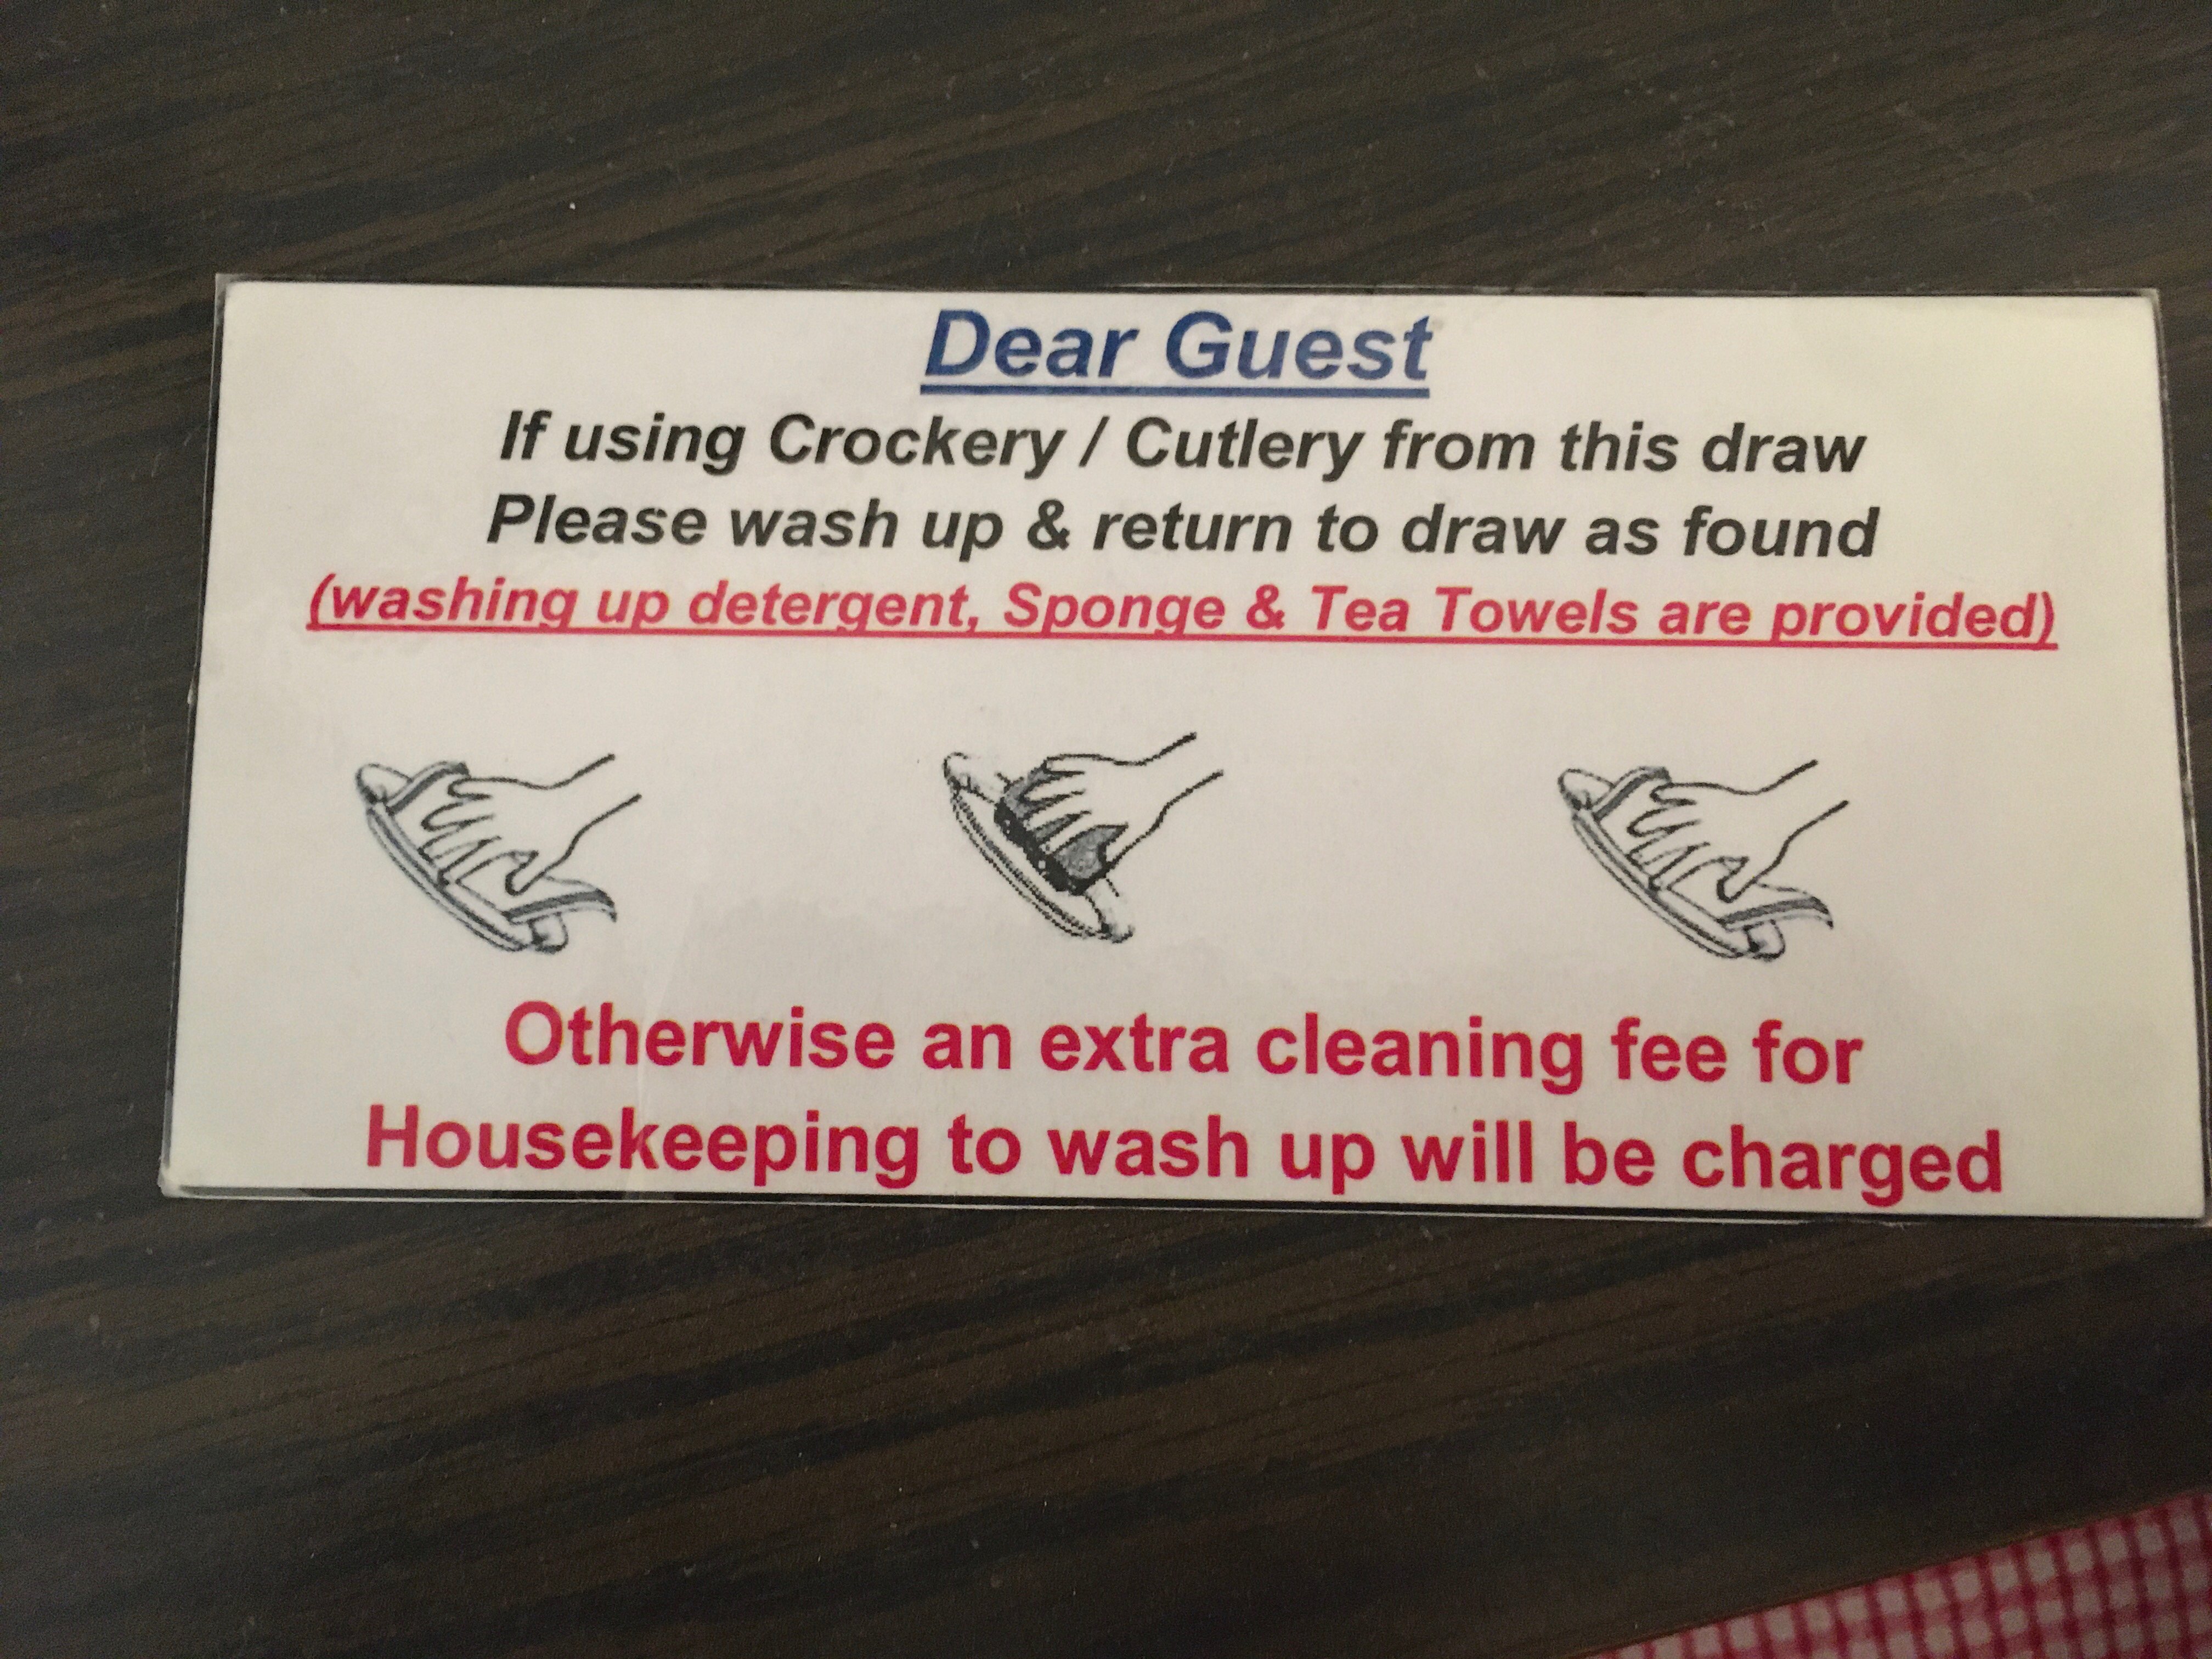 Dear Guest
If using Crockery / Cutlery from this draw
Please wash up & return to draw as found
(washing up detergent, Sponge & Tea Towels are provided)
Otherwise an extra cleaning fee for
Housekeeping to wash up will be charged